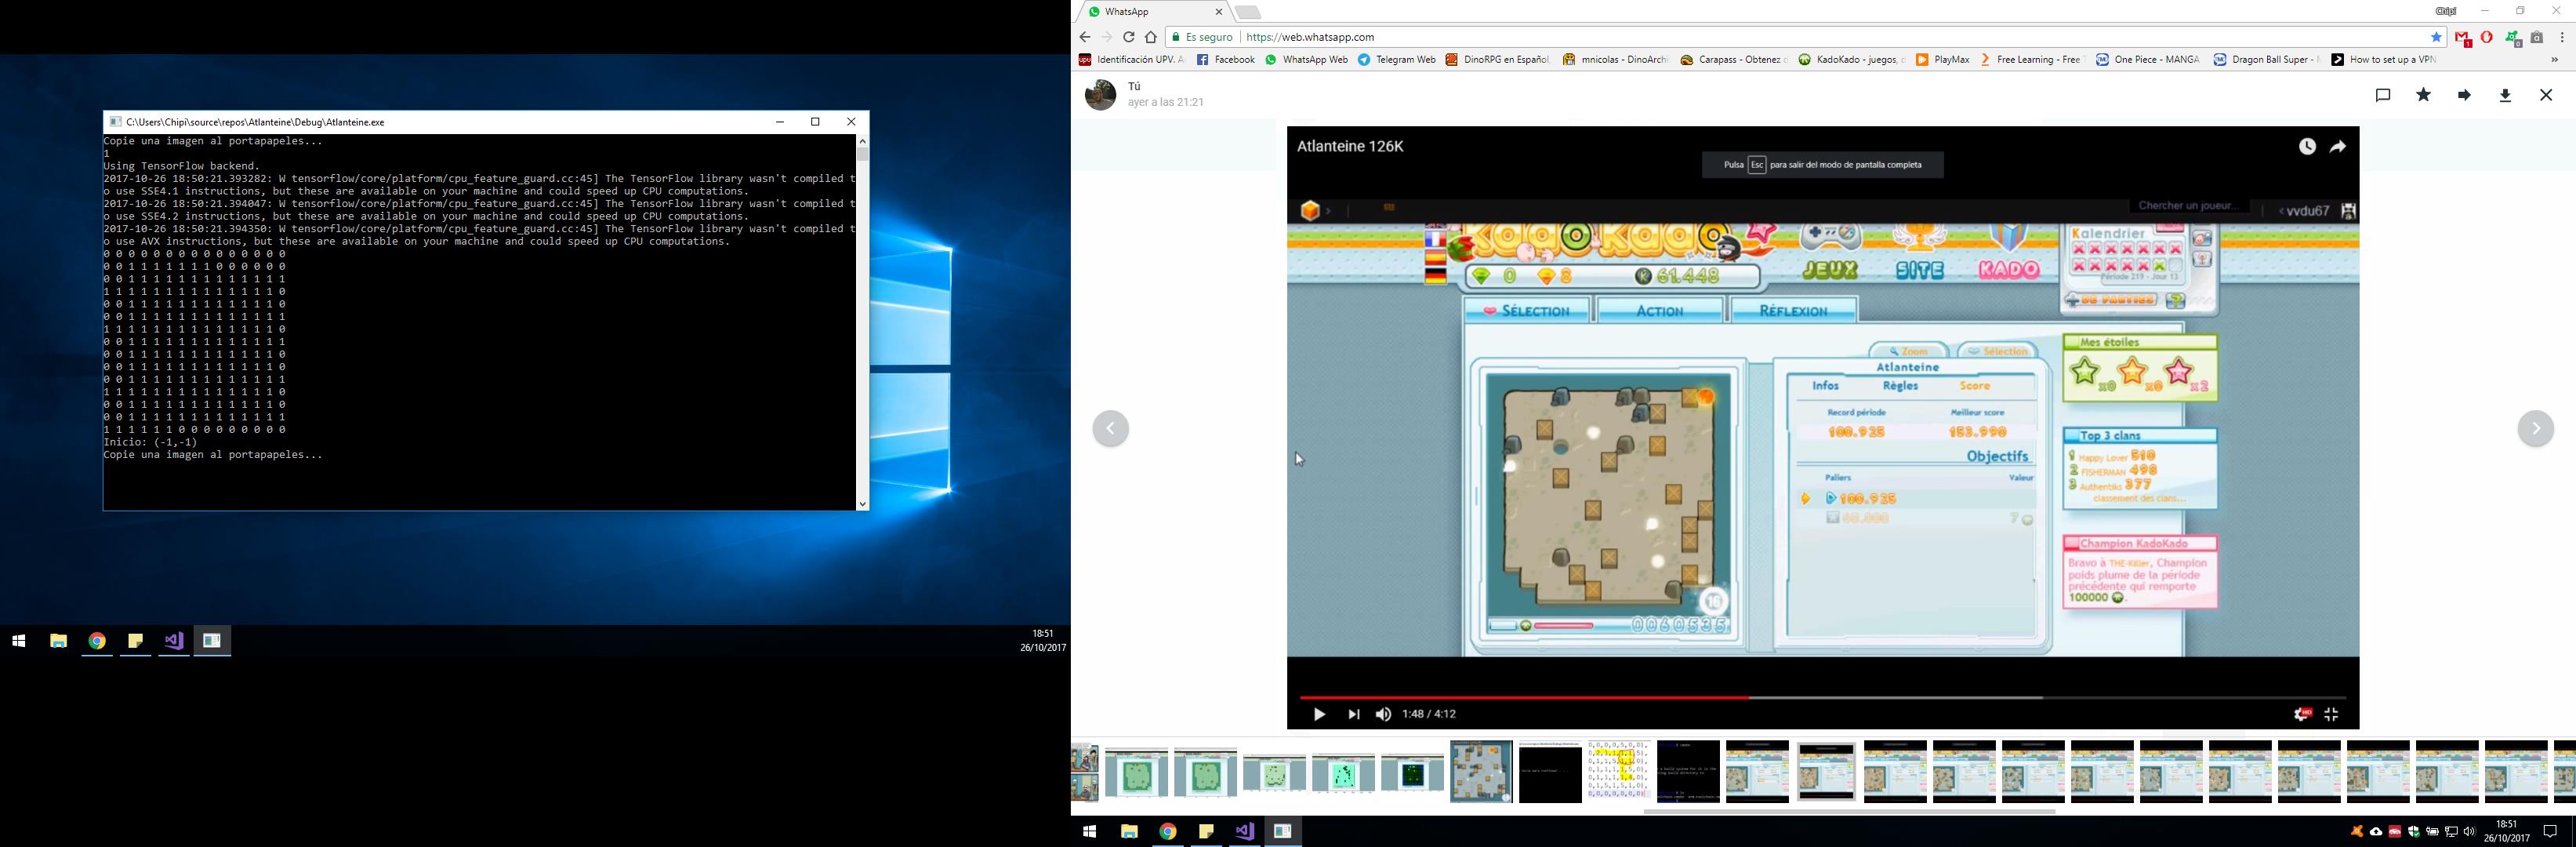 C:\Users\Chipi\source\repos\Atlanteine\Debug\Atlanteine.exe
Copie una imagen al portapapeles...
1
Using TensorFlow backend.
2017-10-26 18:50:21.393282: W tensorflow/core/platform/cpu_feature_guard.cc:45] The TensorFlow library wasn't compiled t
o use SSE4.1 instructions, but these are available on your machine and could speed up CPU computations.
2017-10-26 18:50:21.394047: W tensorflow/core/platform/cpu_feature_guard.cc:45] The TensorFlow library wasn't compiled t
o use SSE4.2 instructions, but these are available on your machine and could speed up CPU computations.
2017-10-26 18:50:21.394350: W tensorflow/core/platform/cpu_feature_guard.cc:45] The TensorFlow library wasn't compiled t
o use AVX instructions, but these are available on your machine and could speed up CPU computations.
0 0 0 0 0 0 0 0 0 0 0 0 0 0 0
0 0 1 1 1 1 1 1 1 0 0 0 0 0 0
0 0 1 1 1 1 1 1 1 1 1 1 1 1 1
1 1 1 1 1 1 1 1 1 1 1 1 1 1 0
0 0 1 1 1 1 1 1 1 1 1 1 1 1 0
0 0 1 1 1 1 1 1 1 1 1 1 1 1 1
1 1 1 1 1 1 1 1 1 1 1 1 1 1 0
0 0 1 1 1 1 1 1 1 1 1 1 1 1 1
0 0 1 1 1 1 1 1 1 1 1 1 1 1 0
0 0 1 1 1 1 1 1 1 1 1 1 1 1 0
0 0 1 1 1 1 1 1 1 1 1 1 1 1 1
1 1 1 1 1 1 1 1 1 1 1 1 1 1 0
0 0 1 1 1 1 1 1 1 1 1 1 1 1 0
0 0 1 1 1 1 1 1 1 1 1 1 1 1 1
1 1 1 1 1 1 0 0 0 0 0 0 0 0 0
Inicio: (-1,-1)
Copie una imagen al portapapeles...
18:51
26/10/2017
WhatsApp
Chipi
Es seguro
https://web.whatsapp.com
Identificación UPV. A
Facebook
WhatsApp Web
Telegram Web
DinoRPG en Español
mnicolas - DinoArchi
Carapass - Obtenez
KadoKado - juegos,
PlayMax
Free Learning - Free
One Piece - MANGA
Dragon Ball Super -
How to set up a VPN
Tú
ayer a las 21:21
Atlanteine 126K
Pulsa Esc para salir del modo de pantalla completa
Chercher un joueur...
vvdu67
KadoKado
0
8
61.448
JEUX
SITE
KADO
Kalendrier
Période 219 - Jour 13
+ DE PARTIES
SÉLECTION
ACTION
RÉFLEXION
Zoom
Sélection
Atlanteine
Infos
Règles
Score
Record période
Meilleur score
100.935
153.990
Objectifs
Paliers
Valeur
100.935
7
16
0060535
Mes étoiles
x0
x0
x2
Top 3 clans
1 Happy Lover 510
2 FISHERMAN 498
3 Authentiks 377
classement des clans...
Champion KadoKado
Bravo à THE-Killer, Champion
poids plume de la période
précédente qui remporte
100000
1:48 / 4:12
HD
18:51
26/10/2017